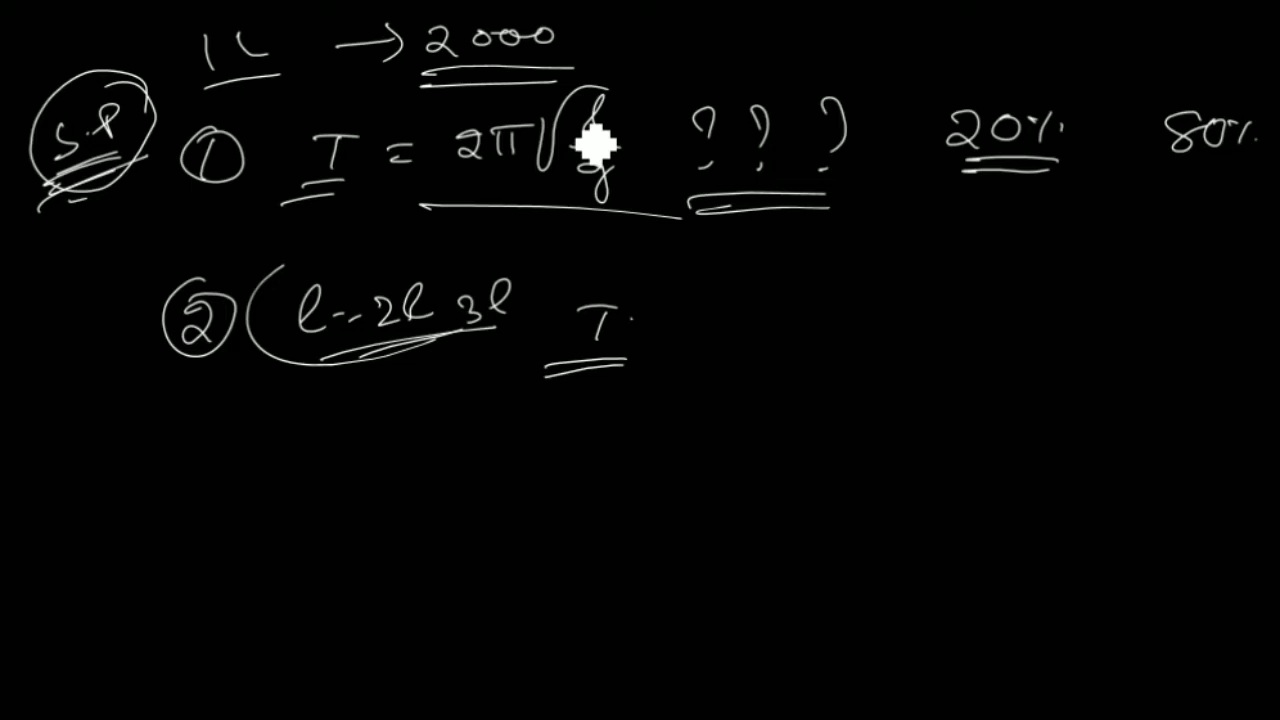 1L → 2000
S.P ① T = 2π√l/g ? ? ? 20% 80%
② (l-- 2l 3l T.